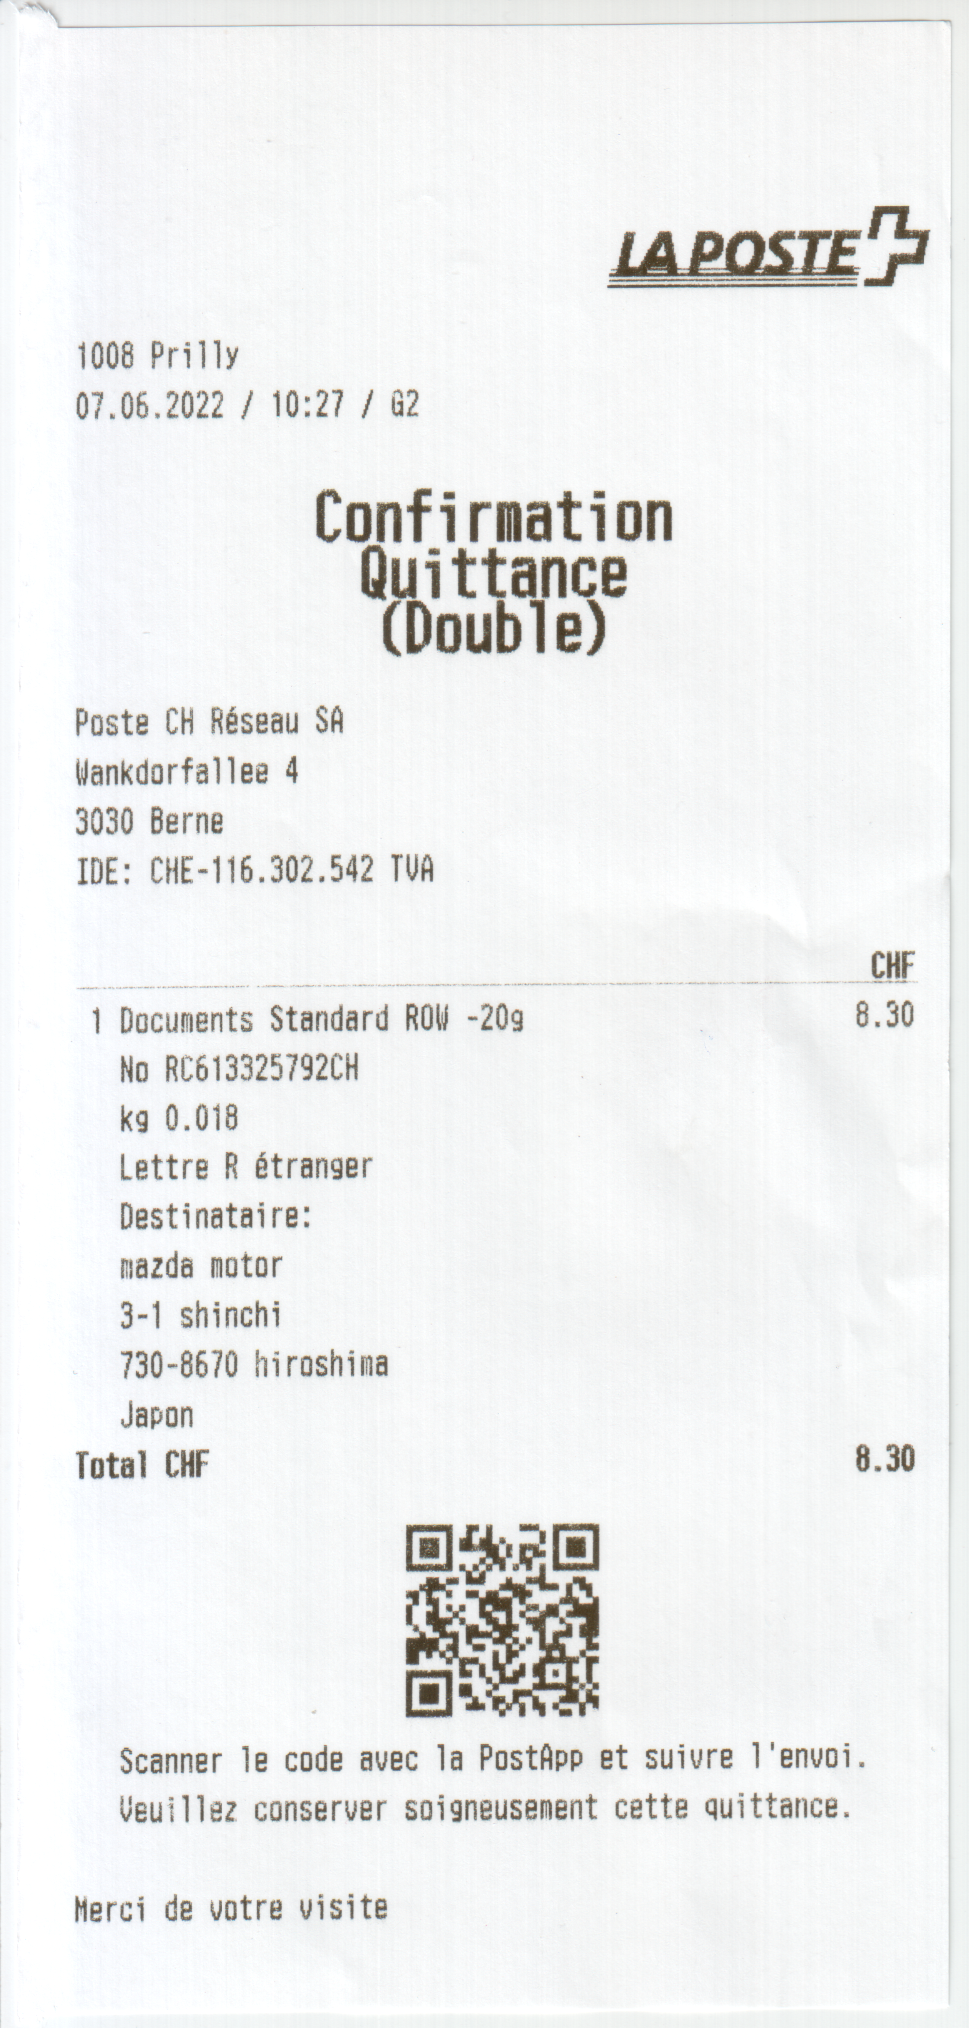 LA POSTE
1008 Prilly
07.06.2022 / 10:27 / G2
Confirmation
Quittance
(Double)
Poste CH Réseau SA
Wankdorfallee 4
3030 Berne
IDE: CHE-116.302.542 TVA
CHF
1 Documents Standard ROW -20g 8.30
No RC613325792CH
kg 0.018
Lettre R étranger
Destinataire:
mazda motor
3-1 shinchi
730-8670 hiroshima
Japon
Total CHF 8.30
Scanner le code avec la PostApp et suivre l'envoi.
Veuillez conserver soigneusement cette quittance.
Merci de votre visite